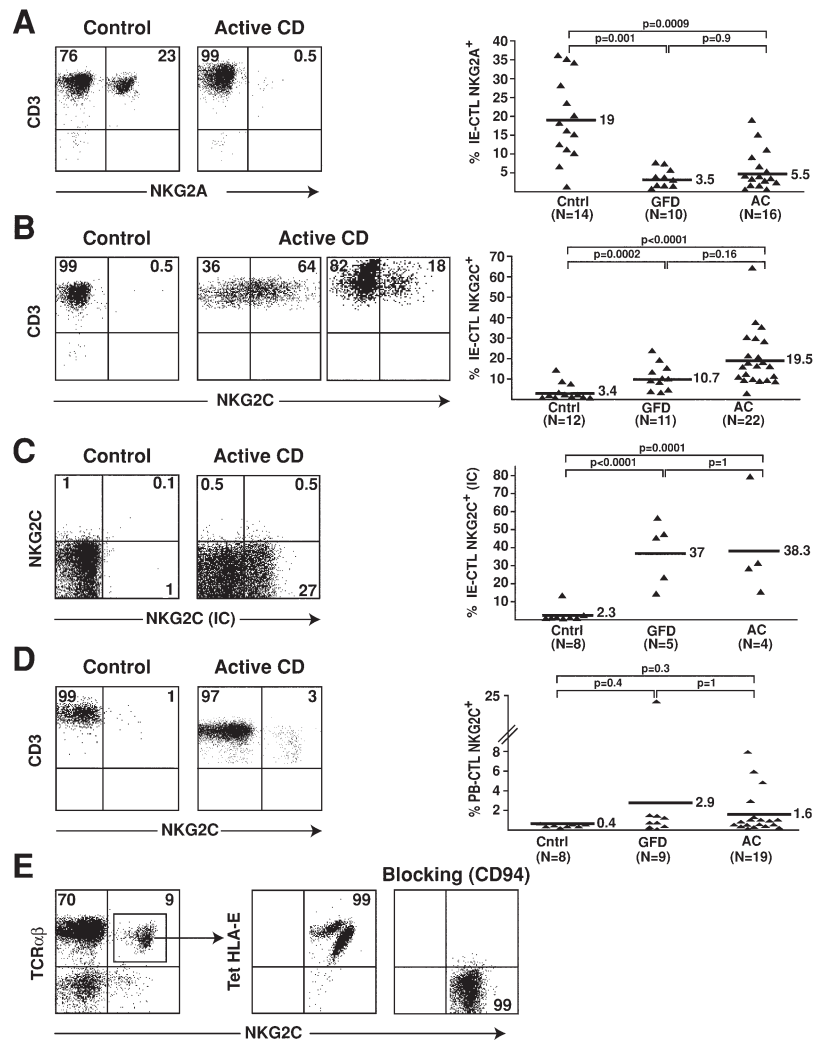 A
Control
Active CD
76
23
99
0.5
CD3
NKG2A
% IE-CTL NKG2A+
40
35
30
25
20
15
10
5
p=0.0009
p=0.001
p=0.9
19
3.5
5.5
Cntrl
(N=14)
GFD
(N=10)
AC
(N=16)
B
Control
Active CD
99
0.5
36
64
82
18
CD3
NKG2C
% IE-CTL NKG2C+
70
60
50
40
30
20
10
p<0.0001
p=0.0002
p=0.16
3.4
10.7
19.5
Cntrl
(N=12)
GFD
(N=11)
AC
(N=22)
C
Control
Active CD
1
0.1
1
0.5
0.5
27
NKG2C
NKG2C (IC)
% IE-CTL NKG2C+ (IC)
80
70
60
50
40
30
20
10
p=0.0001
p<0.0001
p=1
2.3
37
38.3
Cntrl
(N=8)
GFD
(N=5)
AC
(N=4)
D
Control
Active CD
99
1
97
3
CD3
NKG2C
% PB-CTL NKG2C+
25
8
6
4
2
p=0.3
p=0.4
p=1
0.4
2.9
1.6
Cntrl
(N=8)
GFD
(N=9)
AC
(N=19)
E
Blocking (CD94)
70
9
99
99
TCRαβ
Tet HLA-E
NKG2C